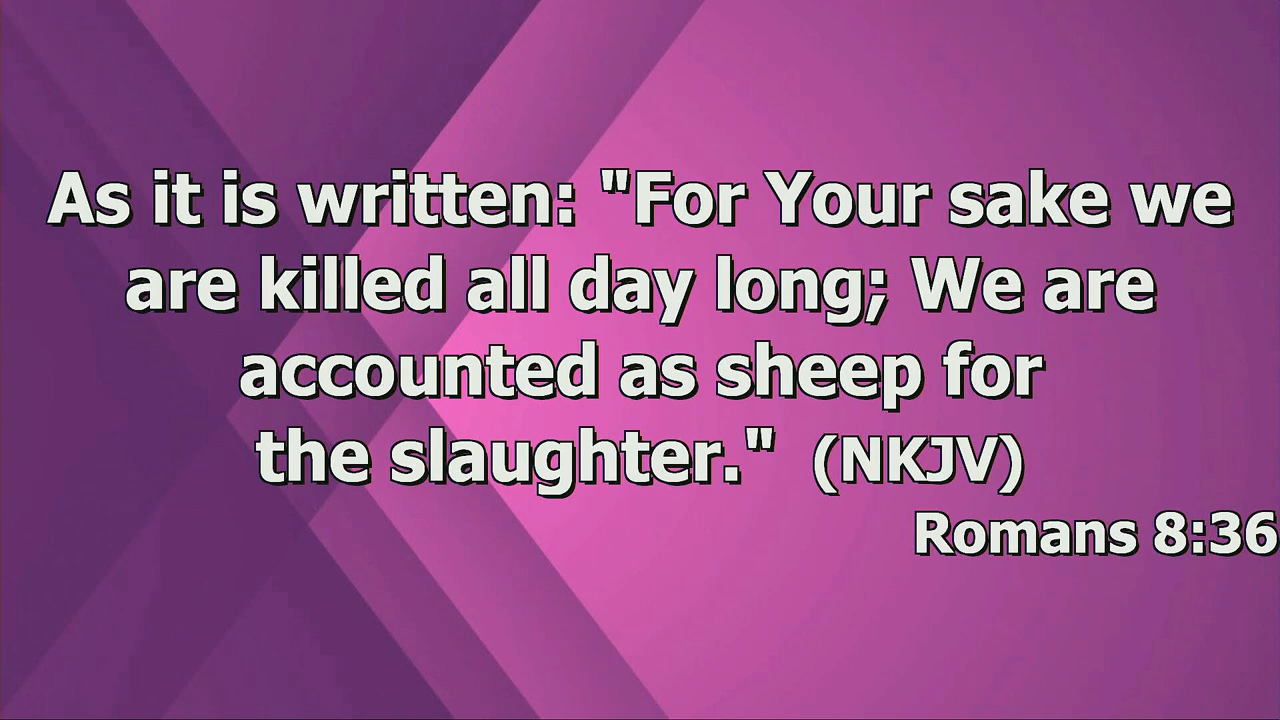 As it is written: "For Your sake we
are killed all day long; We are
accounted as sheep for
the slaughter." (NKJV)
Romans 8:36